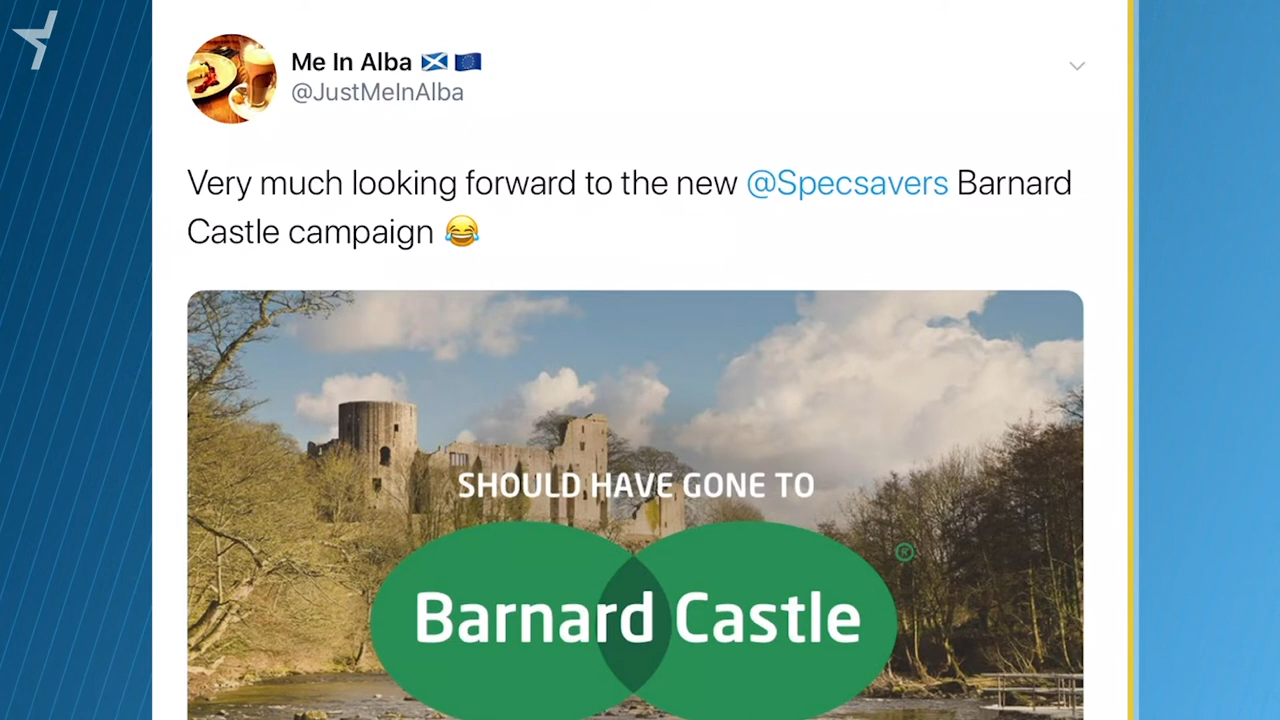 Me In Alba 🏴󠁧󠁢󠁳󠁣󠁴󠁿 🇪🇺
@JustMeInAlba
Very much looking forward to the new @Specsavers Barnard
Castle campaign 😂
SHOULD HAVE GONE TO
Barnard Castle ®